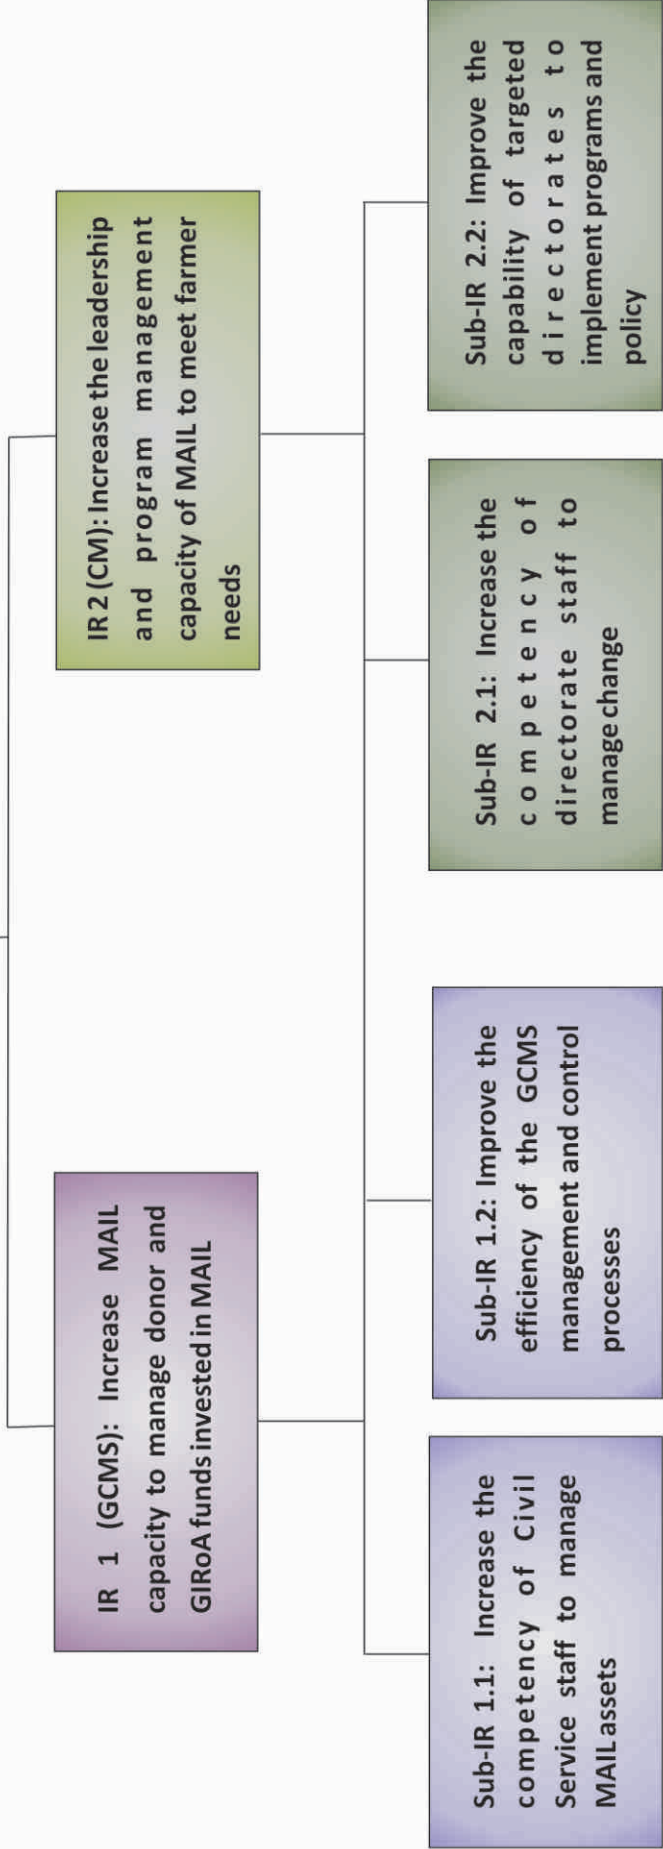 IR 1 (GCMS): Increase MAIL
capacity to manage donor and
GIRoA funds invested in MAIL
IR 2 (CM): Increase the leadership
and program management
capacity of MAIL to meet farmer
needs
Sub-IR 1.1: Increase the
competency of Civil
Service staff to manage
MAIL assets
Sub-IR 1.2: Improve the
efficiency of the GCMS
management and control
processes
Sub-IR 2.1: Increase the
competency of
directorate staff to
manage change
Sub-IR 2.2: Improve the
capability of targeted
directorates to
implement programs and
policy